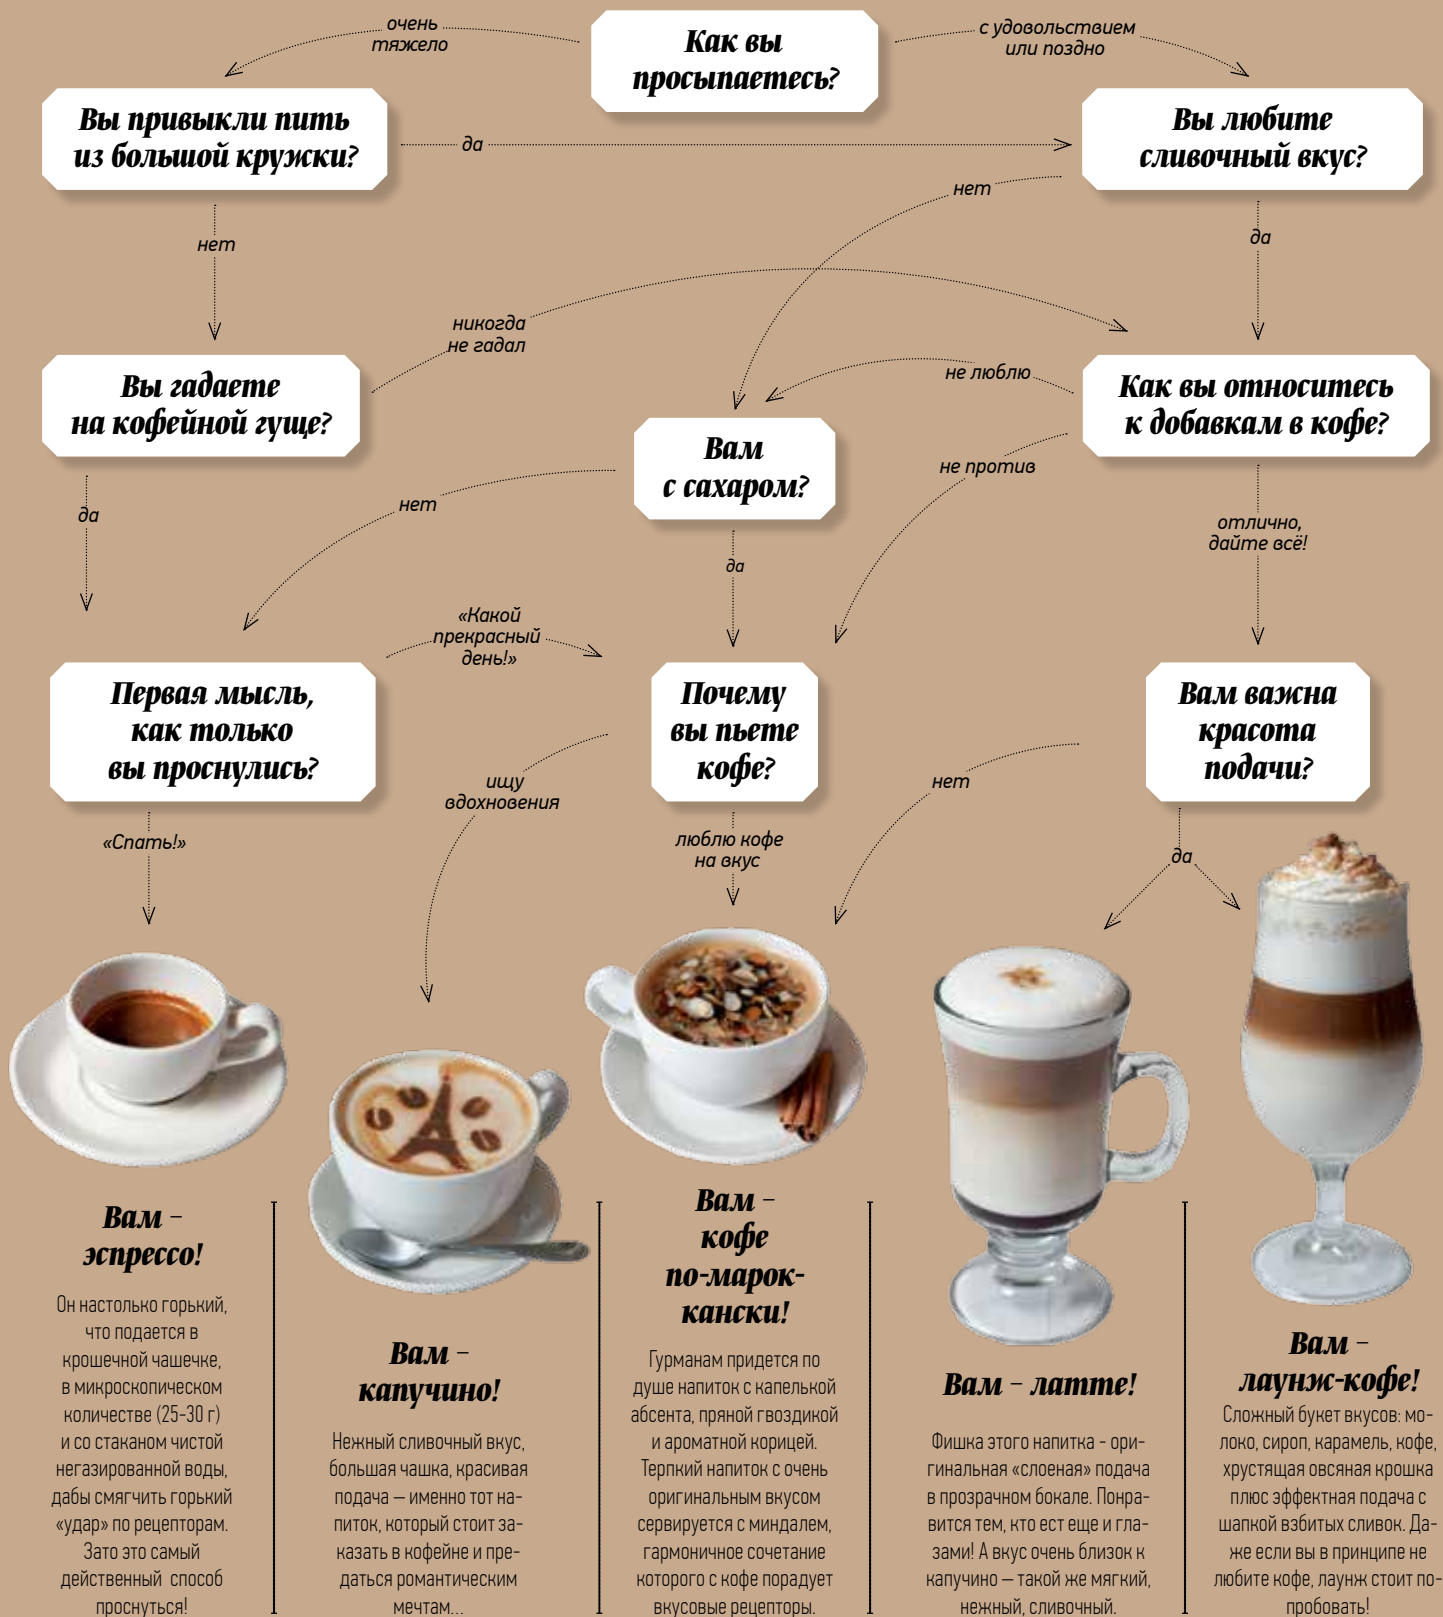 Как вы
просыпаетесь?
очень
тяжело
с удовольствием
или поздно
Вы привыкли пить
из большой кружки?
да
Вы любите
сливочный вкус?
нет
нет
да
никогда
не гадал
Вы гадаете
на кофейной гуще?
не люблю
Как вы относитесь
к добавкам в кофе?
Вам
с сахаром?
не против
да
нет
отлично,
дайте всё!
да
«Какой
прекрасный
день!»
Первая мысль,
как только
вы проснулись?
Почему
вы пьете
кофе?
Вам важна
красота
подачи?
ищу
вдохновения
нет
«Спать!»
люблю кофе
на вкус
да
Вам –
эспрессо!
Он настолько горький,
что подается в
крошечной чашечке,
в микроскопическом
количестве (25-30 г)
и со стаканом чистой
негазированной воды,
дабы смягчить горький
«удар» по рецепторам.
Зато это самый
действенный способ
проснуться!
Вам –
капучино!
Нежный сливочный вкус,
большая чашка, красивая
подача – именно тот на-
питок, который стоит за-
казать в кофейне и пре-
даться романтическим
мечтам...
Вам –
кофе
по-марок-
кански!
Гурманам придется по
душе напиток с капелькой
абсента, пряной гвоздикой
и ароматной корицей.
Терпкий напиток с очень
оригинальным вкусом
сервируется с миндалем,
гармоничное сочетание
которого с кофе порадует
вкусовые рецепторы.
Вам – латте!
Фишка этого напитка - ори-
гинальная «слоеная» подача
в прозрачном бокале. Понра-
вится тем, кто ест еще и гла-
зами! А вкус очень близок к
капучино – такой же мягкий,
нежный, сливочный.
Вам –
лаунж-кофе!
Сложный букет вкусов: мо-
локо, сироп, карамель, кофе,
хрустящая овсяная крошка
плюс эффектная подача с
шапкой взбитых сливок. Да-
же если вы в принципе не
любите кофе, лаунж стоит по-
пробовать!